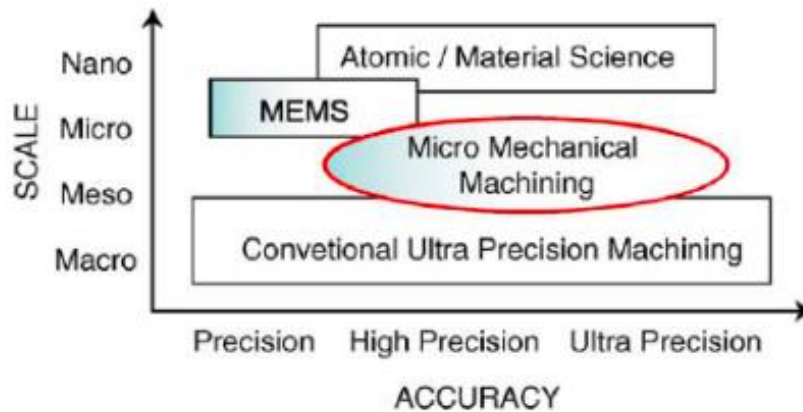 Nano
Atomic / Material Science
MEMS
Micro
Micro Mechanical
Machining
SCALE
Meso
Convetional Ultra Precision Machining
Macro
Precision High Precision Ultra Precision
ACCURACY